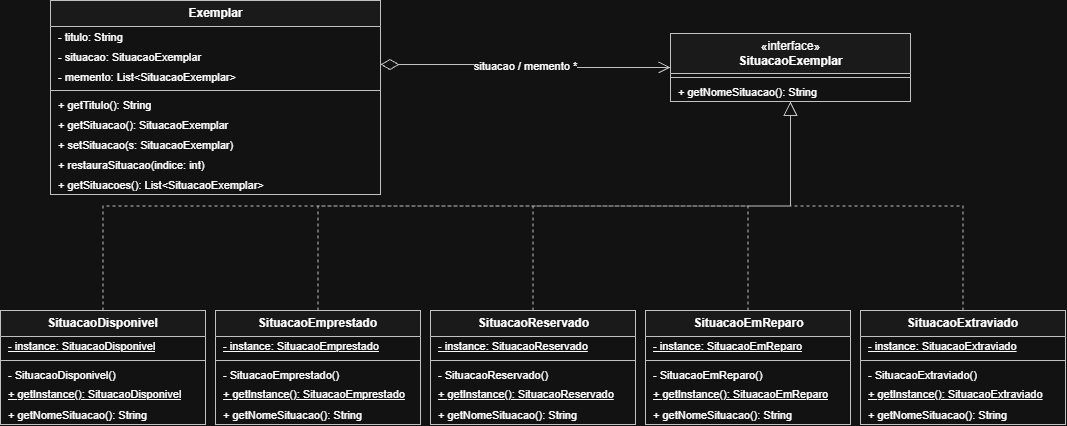 Exemplar
- titulo: String
- situacao: SituacaoExemplar
- memento: List<SituacaoExemplar>
+ getTitulo(): String
+ getSituacao(): SituacaoExemplar
+ setSituacao(s: SituacaoExemplar)
+ restauraSituacao(indice: int)
+ getSituacoes(): List<SituacaoExemplar>
situacao / memento *
«interface»
SituacaoExemplar
+ getNomeSituacao(): String
SituacaoDisponivel
- instance: SituacaoDisponivel
- SituacaoDisponivel()
+ getInstance(): SituacaoDisponivel
+ getNomeSituacao(): String
SituacaoEmprestado
- instance: SituacaoEmprestado
- SituacaoEmprestado()
+ getInstance(): SituacaoEmprestado
+ getNomeSituacao(): String
SituacaoReservado
- instance: SituacaoReservado
- SituacaoReservado()
+ getInstance(): SituacaoReservado
+ getNomeSituacao(): String
SituacaoEmReparo
- instance: SituacaoEmReparo
- SituacaoEmReparo()
+ getInstance(): SituacaoEmReparo
+ getNomeSituacao(): String
SituacaoExtraviado
- instance: SituacaoExtraviado
- SituacaoExtraviado()
+ getInstance(): SituacaoExtraviado
+ getNomeSituacao(): String